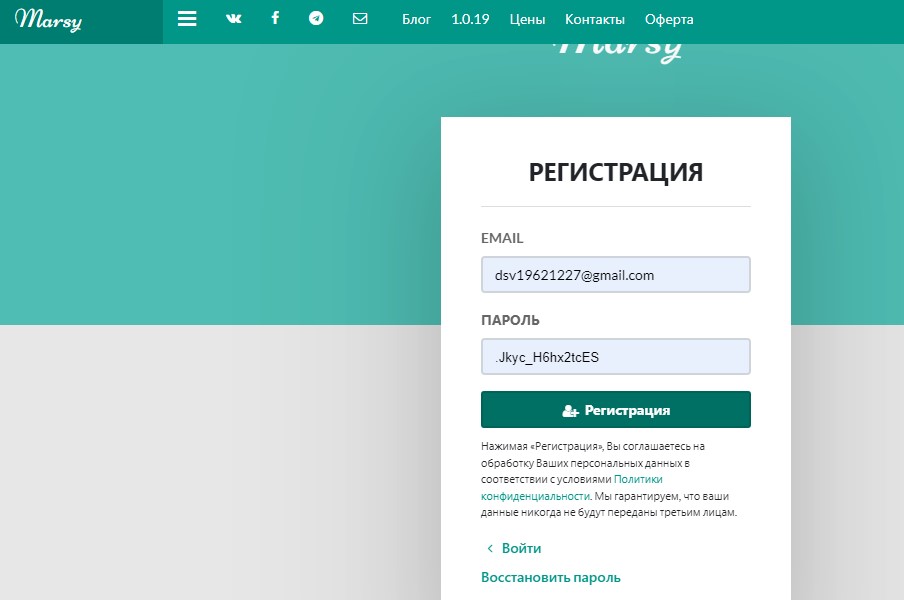 Marsy
Блог 1.0.19 Цены Контакты Оферта
Marsy
РЕГИСТРАЦИЯ
EMAIL
dsv19621227@gmail.com
ПАРОЛЬ
.Jkyc_H6hx2tcES
Регистрация
Нажимая «Регистрация», Вы соглашаетесь на
обработку Ваших персональных данных в
соответствии с условиями Политики
конфиденциальности. Мы гарантируем, что ваши
данные никогда не будут переданы третьим лицам.
Войти
Восстановить пароль